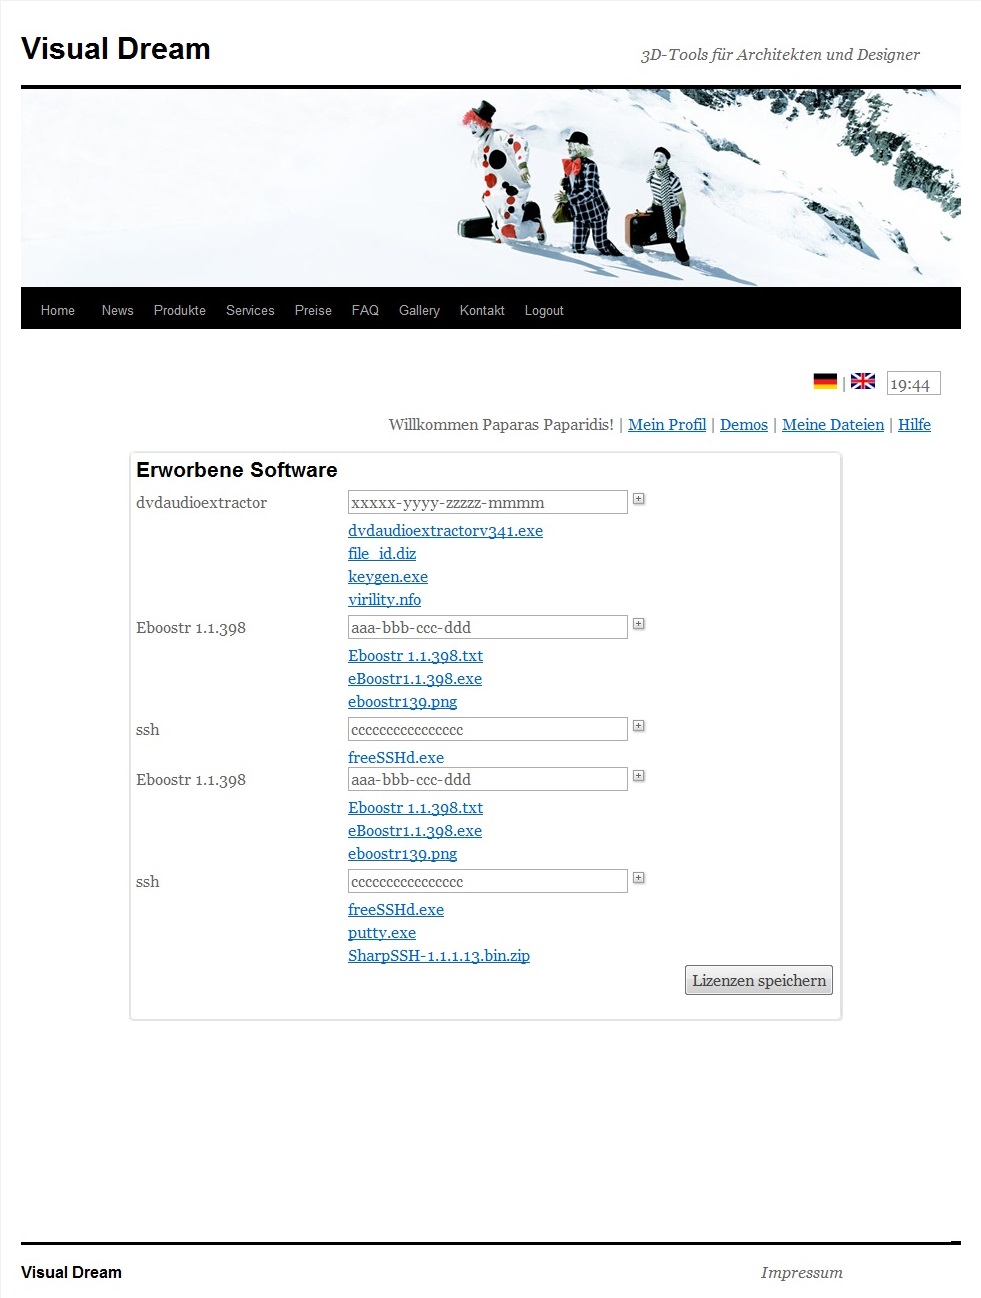 Visual Dream
3D-Tools für Architekten und Designer
Home News Produkte Services Preise FAQ Gallery Kontakt Logout
| 19:44
Willkommen Paparas Paparidis! | Mein Profil | Demos | Meine Dateien | Hilfe
Erworbene Software
dvdaudioextractor xxxxx-yyyy-zzzzz-mmmm
dvdaudioextractorv341.exe
file_id.diz
keygen.exe
virility.nfo
Eboostr 1.1.398 aaa-bbb-ccc-ddd
Eboostr 1.1.398.txt
eBoostr1.1.398.exe
eboostr139.png
ssh cccccccccccccccc
freeSSHd.exe
Eboostr 1.1.398 aaa-bbb-ccc-ddd
Eboostr 1.1.398.txt
eBoostr1.1.398.exe
eboostr139.png
ssh cccccccccccccccc
freeSSHd.exe
putty.exe
SharpSSH-1.1.1.13.bin.zip
Lizenzen speichern
Visual Dream
Impressum